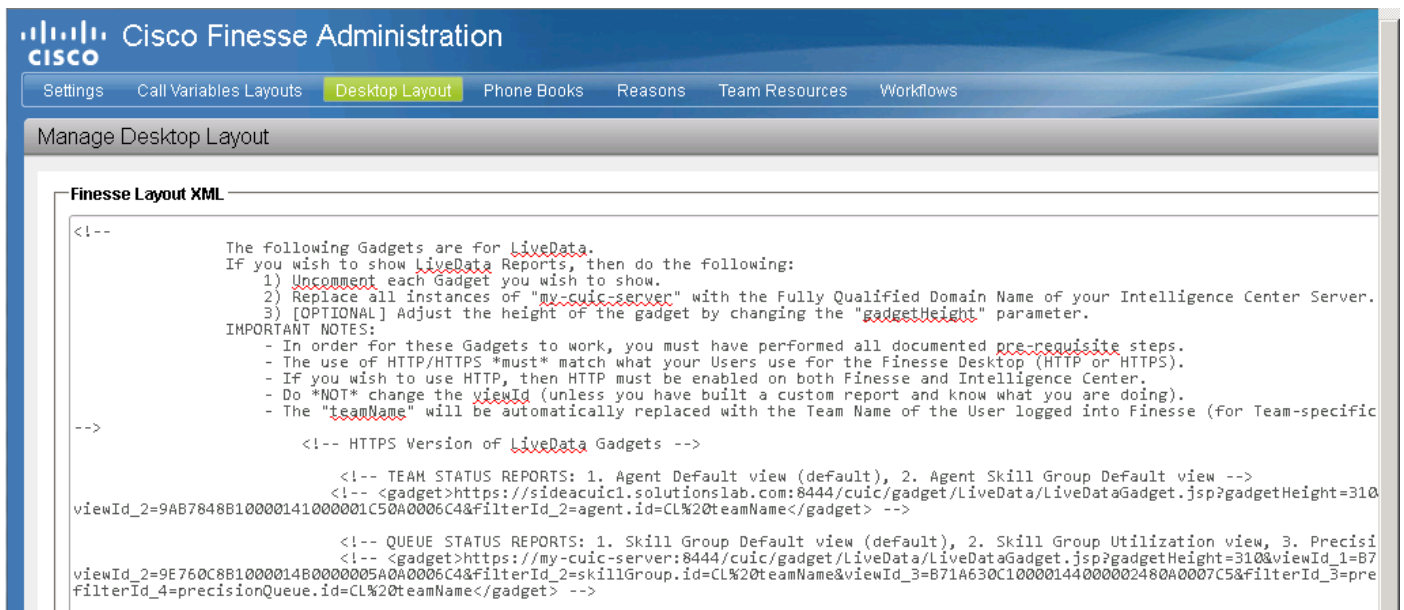 Cisco Finesse Administration
CISCO
Settings Call Variables Layouts Desktop Layout Phone Books Reasons Team Resources Workflows
Manage Desktop Layout
Finesse Layout XML
<!--
The following Gadgets are for LiveData.
If you wish to show LiveData Reports, then do the following:
1) Uncomment each Gadget you wish to show.
2) Replace all instances of "my-cuic-server" with the Fully Qualified Domain Name of your Intelligence Center Server.
3) [OPTIONAL] Adjust the height of the gadget by changing the "gadgetHeight" parameter.
IMPORTANT NOTES:
- In order for these Gadgets to work, you must have performed all documented pre-requisite steps.
- The use of HTTP/HTTPS *must* match what your Users use for the Finesse Desktop (HTTP or HTTPS).
- If you wish to use HTTP, then HTTP must be enabled on both Finesse and Intelligence Center.
- Do *NOT* change the viewId (unless you have built a custom report and know what you are doing).
- The "teamName" will be automatically replaced with the Team Name of the User logged into Finesse (for Team-specific
-->
<!-- HTTPS Version of LiveData Gadgets -->
<!-- TEAM STATUS REPORTS: 1. Agent Default view (default), 2. Agent Skill Group Default view -->
<!-- <gadget>https://sideacuic1.solutionslab.com:8444/cuic/gadget/LiveData/LiveDataGadget.jsp?gadgetHeight=310&
viewId_2=9AB7848B10000141000001C50A0006C4&filterId_2=agent.id=CL%20teamName</gadget> -->
<!-- QUEUE STATUS REPORTS: 1. Skill Group Default view (default), 2. Skill Group Utilization view, 3. Precisi
<!-- <gadget>https://my-cuic-server:8444/cuic/gadget/LiveData/LiveDataGadget.jsp?gadgetHeight=310&viewId_1=B7
viewId_2=9E760C8B1000014B0000005A0A0006C4&filterId_2=skillGroup.id=CL%20teamName&viewId_3=B71A630C10000144000002480A0007C5&filterId_3=pre
filterId_4=precisionQueue.id=CL%20teamName</gadget> -->